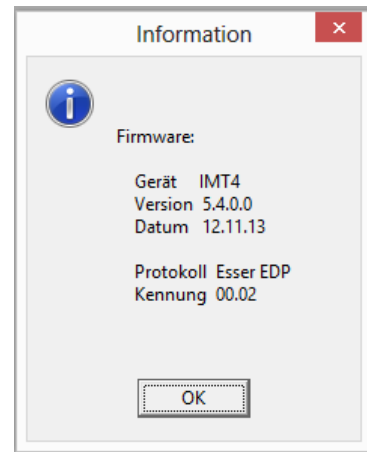 Information
Firmware:
Gerät IMT4
Version 5.4.0.0
Datum 12.11.13
Protokoll Esser EDP
Kennung 00.02
OK